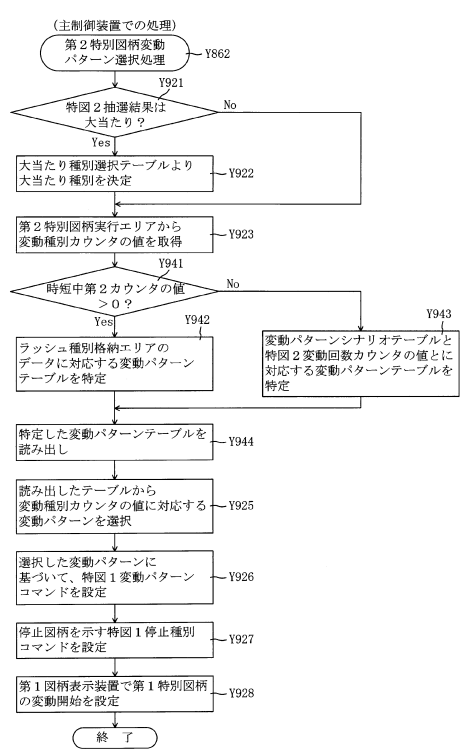 (主制御装置での処理)
第2特別図柄変動
パターン選択処理
Y862
Y921
特図2抽選結果は
大当たり?
No
Yes
大当たり種別選択テーブルより
大当たり種別を決定
Y922
第2特別図柄実行エリアから
変動種別カウンタの値を取得
Y923
Y941
時短中第2カウンタの値
>0?
No
Yes
Y942
ラッシュ種別格納エリアの
データに対応する変動パターン
テーブルを特定
Y943
変動パターンシナリオテーブルと
特図2変動回数カウンタの値とに
対応する変動パターンテーブルを
特定
特定した変動パターンテーブルを
読み出し
Y944
読み出したテーブルから
変動種別カウンタの値に対応する
変動パターンを選択
Y925
選択した変動パターンに
基づいて、特図1変動パターン
コマンドを設定
Y926
停止図柄を示す特図1停止種別
コマンドを設定
Y927
第1図柄表示装置で第1特別図柄
の変動開始を設定
Y928
終 了